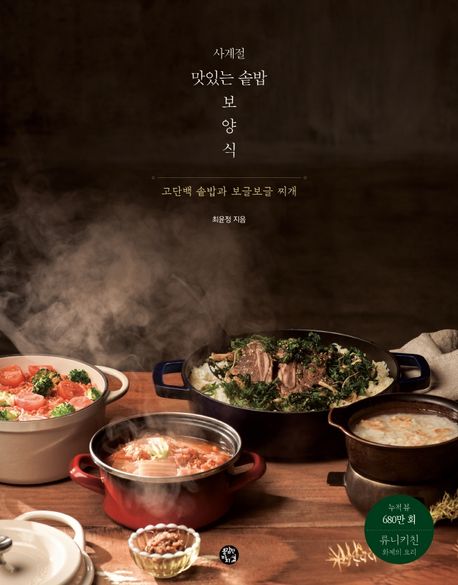 사계절
맛있는 솥밥
보
양
식
고단백 솥밥과 보글보글 찌개
최윤정 지음
누적뷰
680만 회
류니키친
화제의 요리